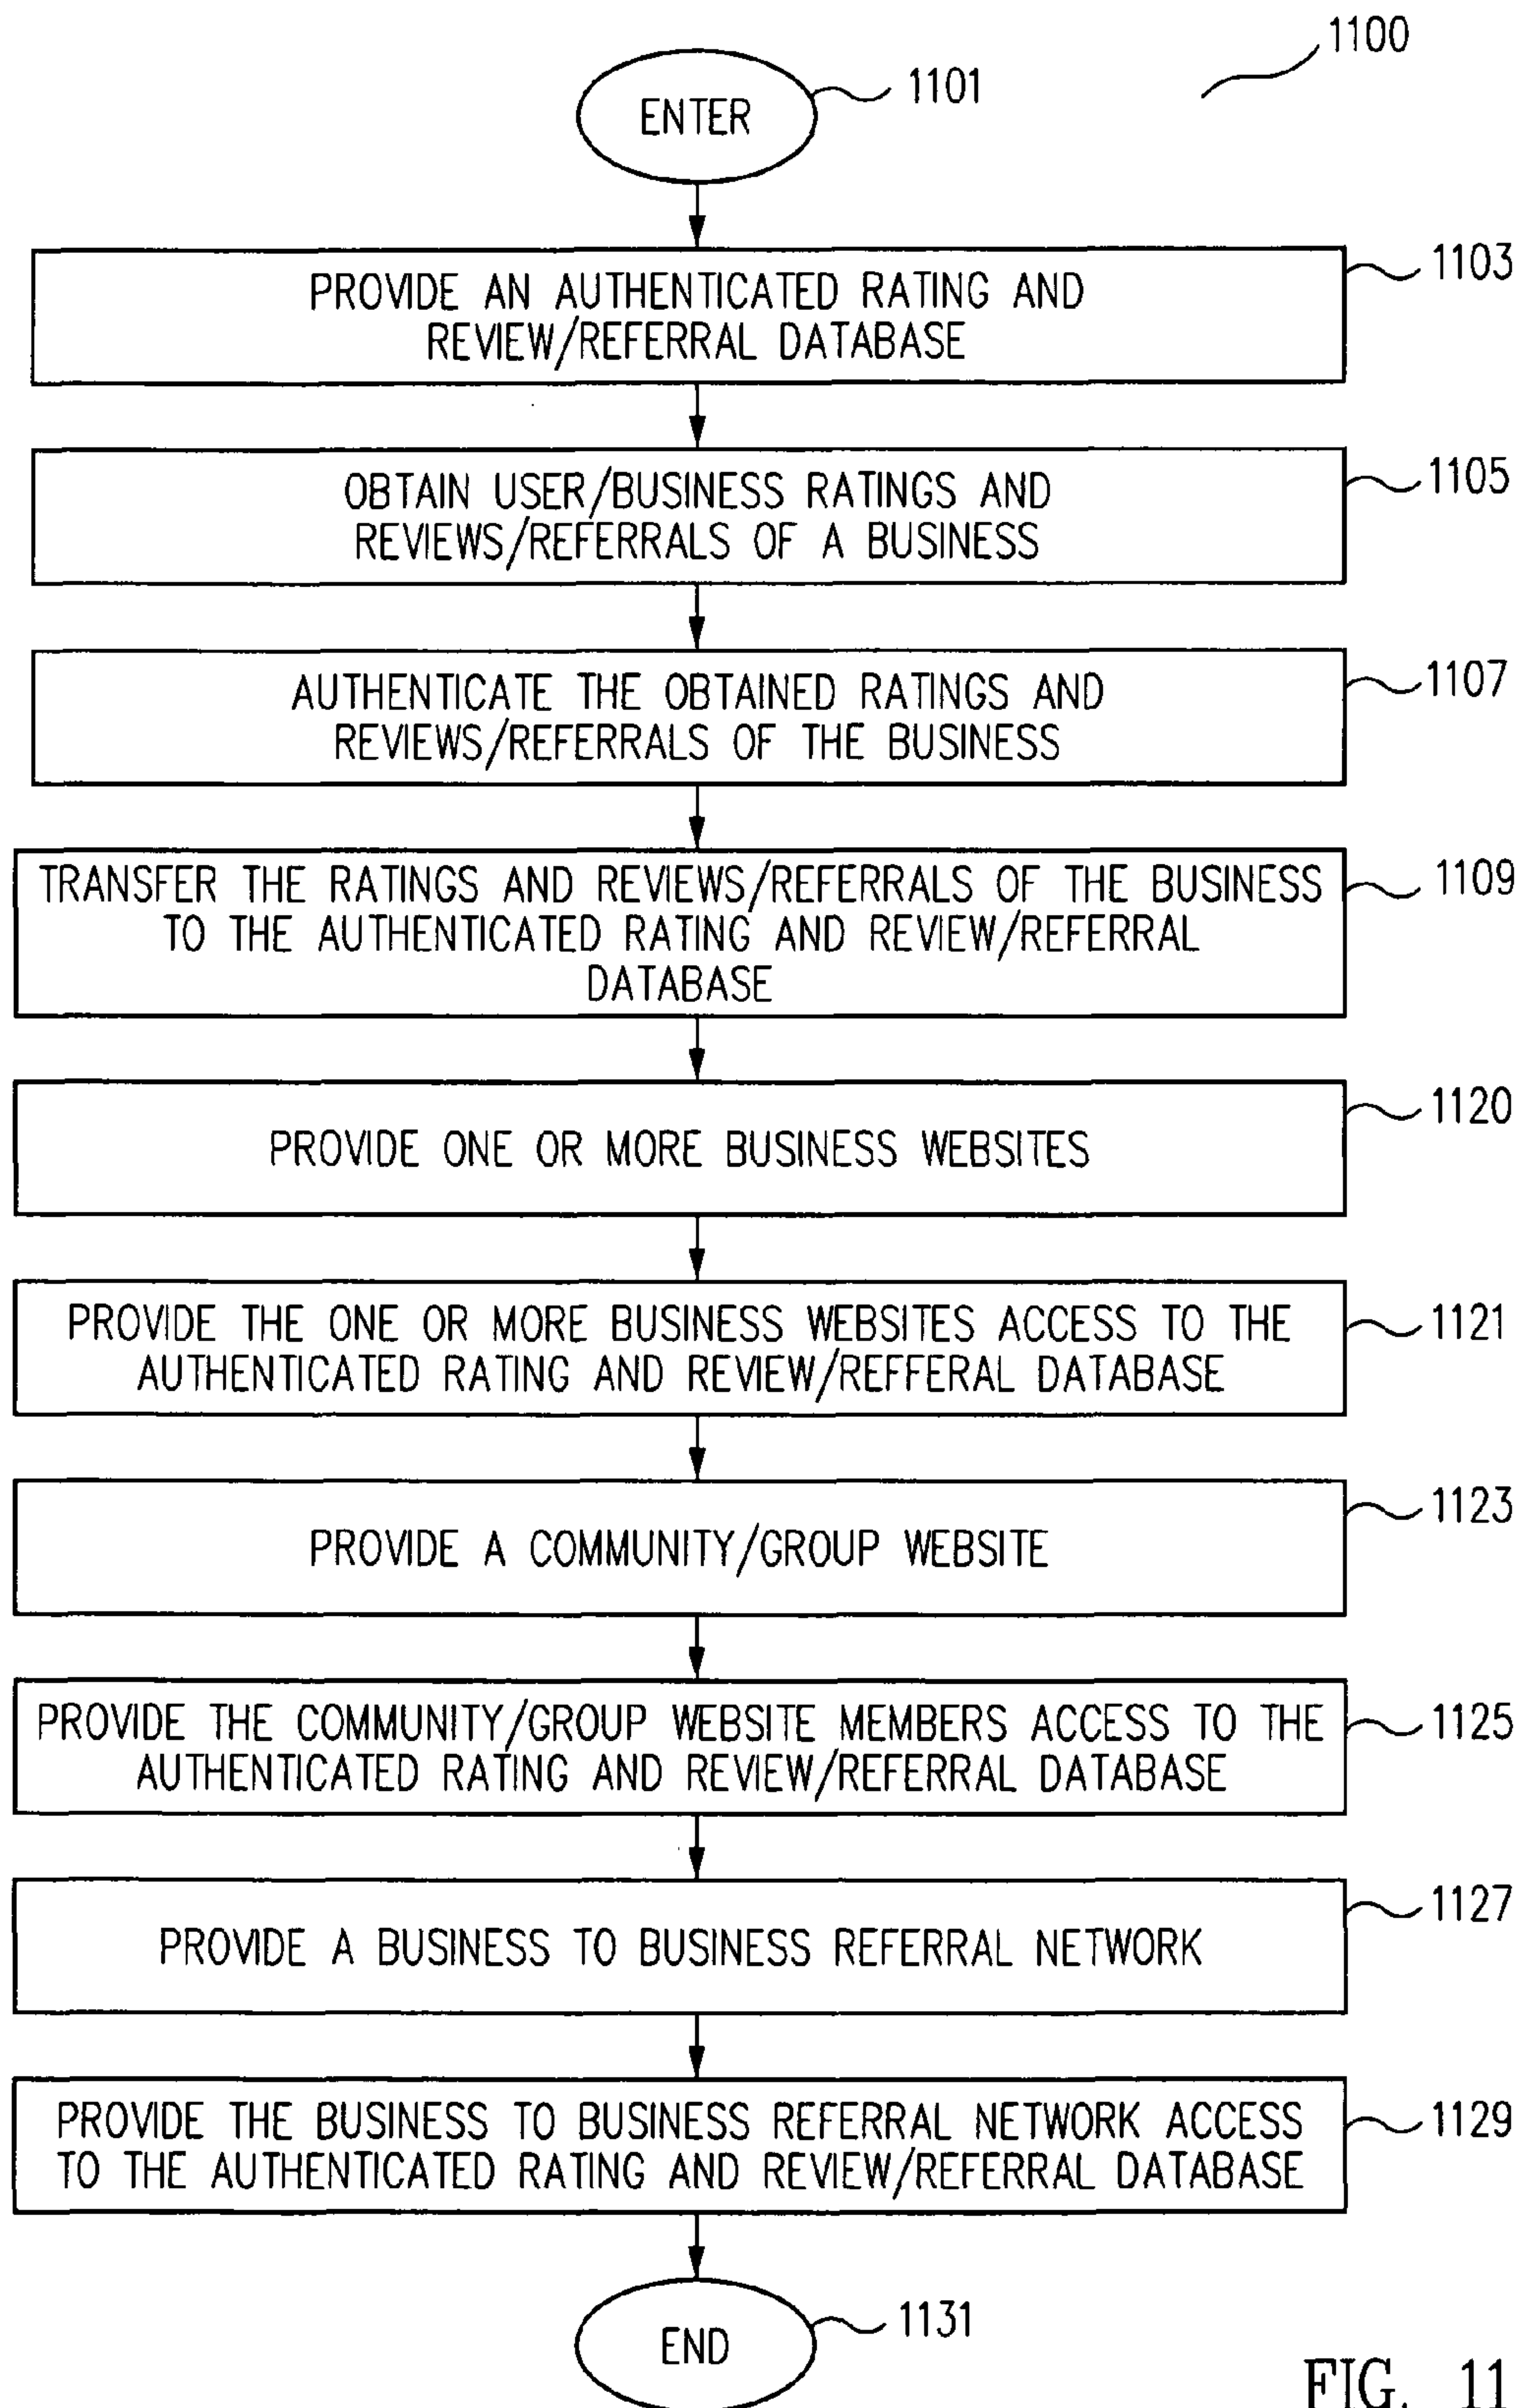 1100
ENTER
1101
PROVIDE AN AUTHENTICATED RATING AND
REVIEW/REFERRAL DATABASE
1103
OBTAIN USER/BUSINESS RATINGS AND
REVIEWS/REFERRALS OF A BUSINESS
1105
AUTHENTICATE THE OBTAINED RATINGS AND
REVIEWS/REFERRALS OF THE BUSINESS
1107
TRANSFER THE RATINGS AND REVIEWS/REFERRALS OF THE BUSINESS
TO THE AUTHENTICATED RATING AND REVIEW/REFERRAL
DATABASE
1109
PROVIDE ONE OR MORE BUSINESS WEBSITES
1120
PROVIDE THE ONE OR MORE BUSINESS WEBSITES ACCESS TO THE
AUTHENTICATED RATING AND REVIEW/REFFERAL DATABASE
1121
PROVIDE A COMMUNITY/GROUP WEBSITE
1123
PROVIDE THE COMMUNITY/GROUP WEBSITE MEMBERS ACCESS TO THE
AUTHENTICATED RATING AND REVIEW/REFERRAL DATABASE
1125
PROVIDE A BUSINESS TO BUSINESS REFERRAL NETWORK
1127
PROVIDE THE BUSINESS TO BUSINESS REFERRAL NETWORK ACCESS
TO THE AUTHENTICATED RATING AND REVIEW/REFERRAL DATABASE
1129
END
1131
FIG. 11